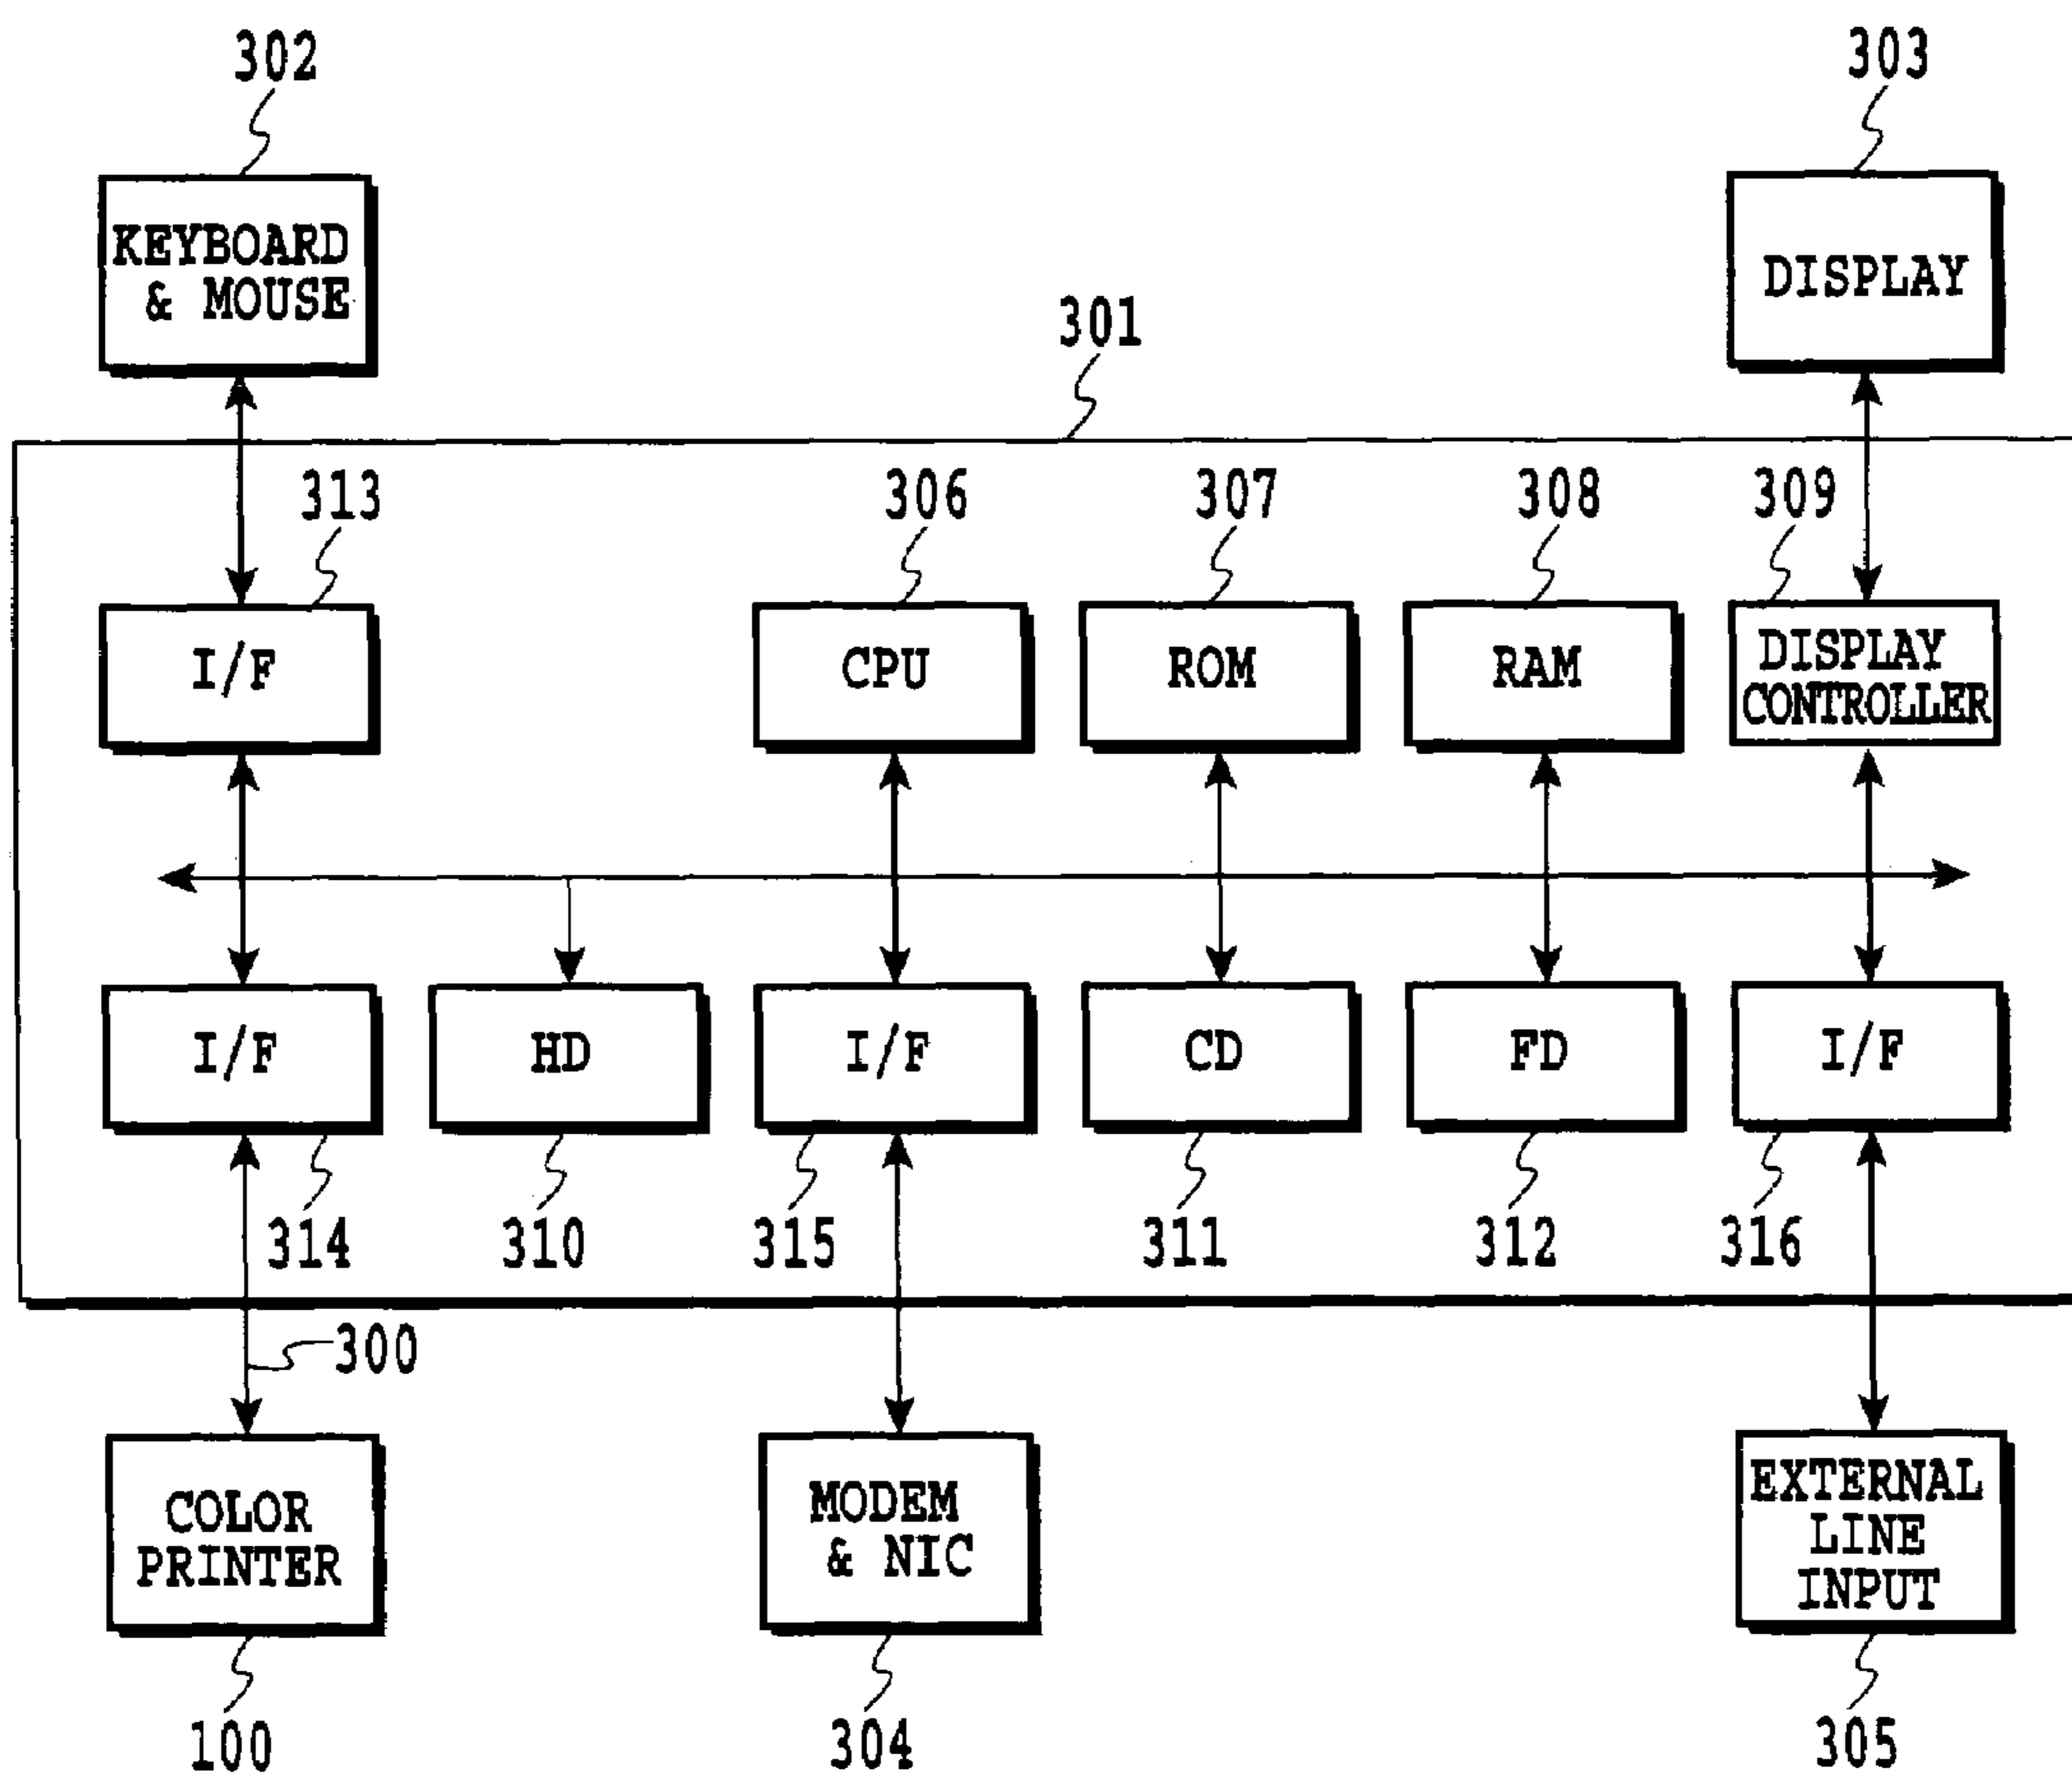 302
303
KEYBOARD
& MOUSE
DISPLAY
301
313
306
307
308
309
I/F
CPU
ROM
RAM
DISPLAY
CONTROLLER
I/F
HD
I/F
CD
FD
I/F
314
310
315
311
312
316
300
COLOR
PRINTER
MODEM
& NIC
EXTERNAL
LINE
INPUT
100
304
305